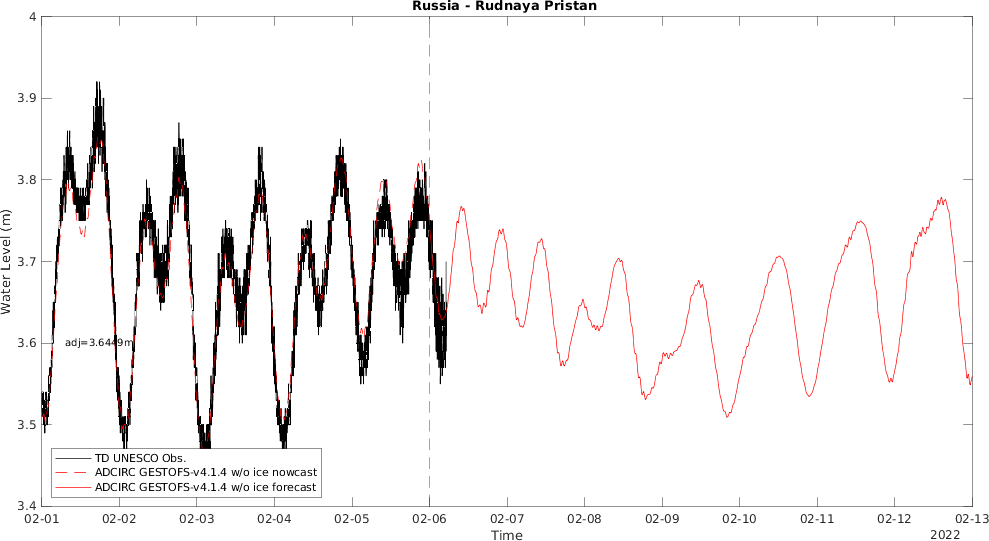 Russia - Rudnaya Pristan
4
3.9
3.8
3.7
3.6
3.5
3.4
Water Level (m)
adj=3.6449m
TD UNESCO Obs.
ADCIRC GESTOFS-v4.1.4 w/o ice nowcast
ADCIRC GESTOFS-v4.1.4 w/o ice forecast
02-01 02-02 02-03 02-04 02-05 02-06 02-07 02-08 02-09 02-10 02-11 02-12 02-13
Time
2022